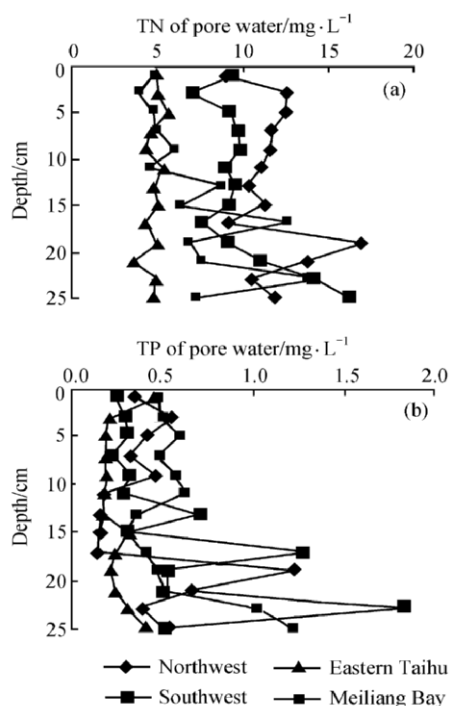 TN of pore water/mg·L⁻¹
0 5 10 15 20
(a)
0
5
10
15
20
25
Depth/cm
TP of pore water/mg·L⁻¹
0.0 0.5 1.0 1.5 2.0
(b)
0
5
10
15
20
25
Depth/cm
Northwest Eastern Taihu
Southwest Meiliang Bay